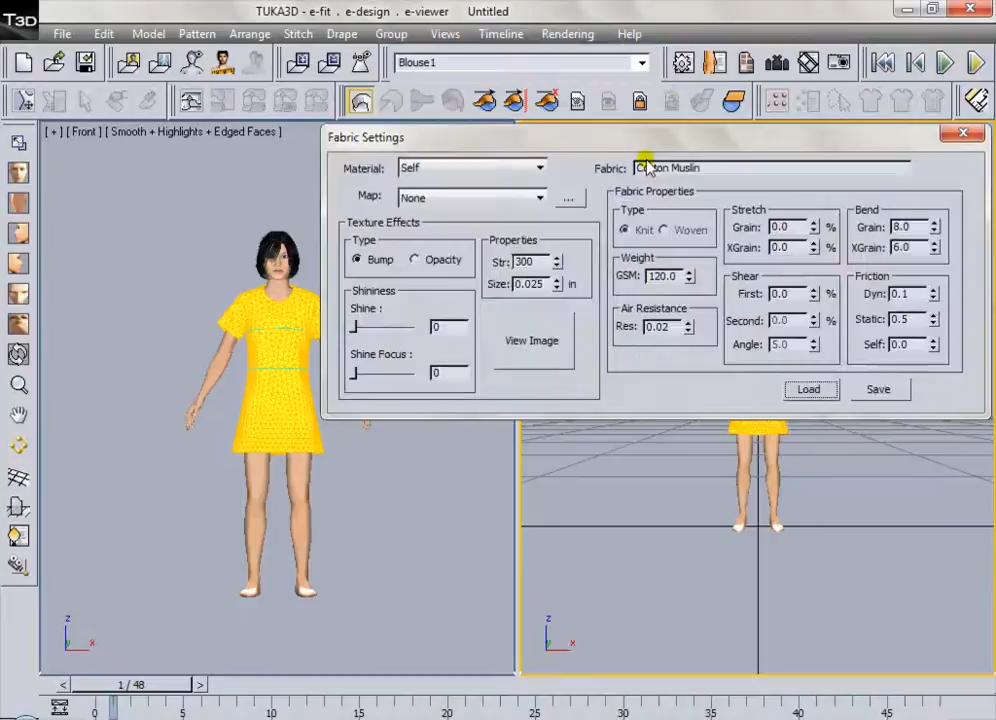 T3D
TUKA3D - e-fit . e-design . e-viewer Untitled
File Edit Model Pattern Arrange Stitch Drape Group Views Timeline Rendering Help
Blouse1
[ + ] [ Front ] [ Smooth + Highlights + Edged Faces ]
Fabric Settings
Material: Self
Map: None
...
Texture Effects
Type
Bump Opacity
Properties
Str: 300
Size: 0.025 in
Shininess
Shine :
0
Shine Focus :
0
View Image
Fabric: Cotton Muslin
Fabric Properties
Type
Knit Woven
Weight
GSM: 120.0
Air Resistance
Res: 0.02
Stretch
Grain: 0.0 %
XGrain: 0.0 %
Shear
First: 0.0 %
Second: 0.0 %
Angle: 5.0
Bend
Grain: 8.0
XGrain: 6.0
Friction
Dyn: 0.1
Static: 0.5
Self: 0.0
Load Save
z
y x
z
y x
< 1 / 48 >
0 5 10 15 20 25 30 35 40 45